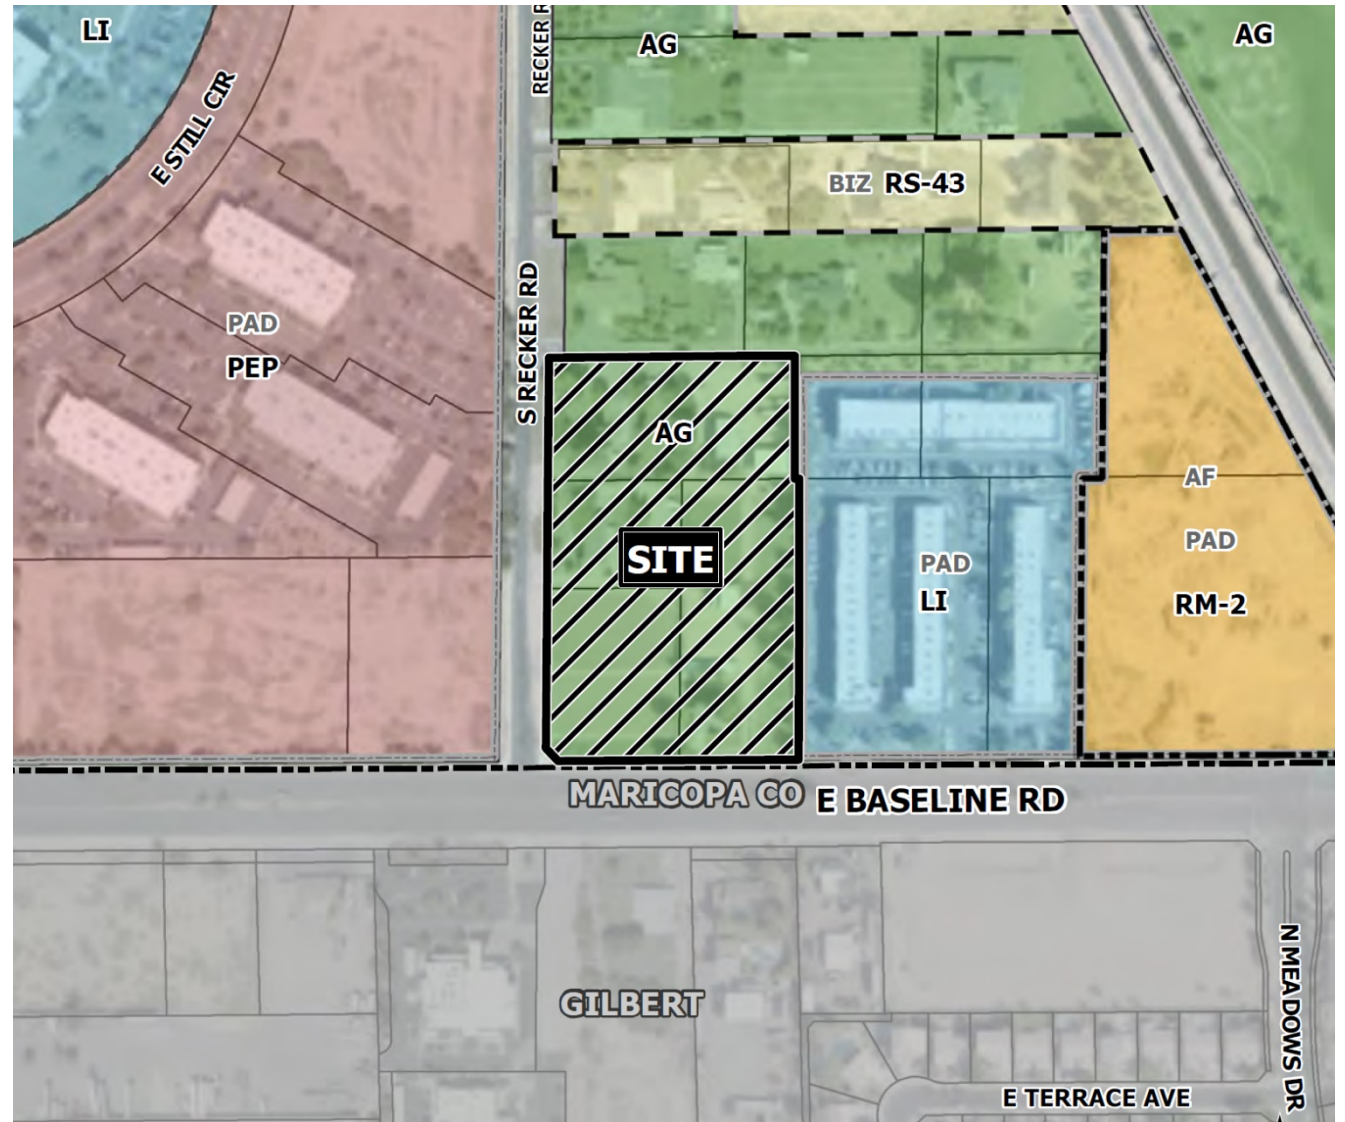 LI
RECKER R
AG
AG
E STILL CIR
BIZ RS-43
S RECKER RD
PAD
PEP
AG
AF
SITE
PAD
PAD
LI
RM-2
MARICOPA CO
E BASELINE RD
GILBERT
N MEADOWS DR
E TERRACE AVE